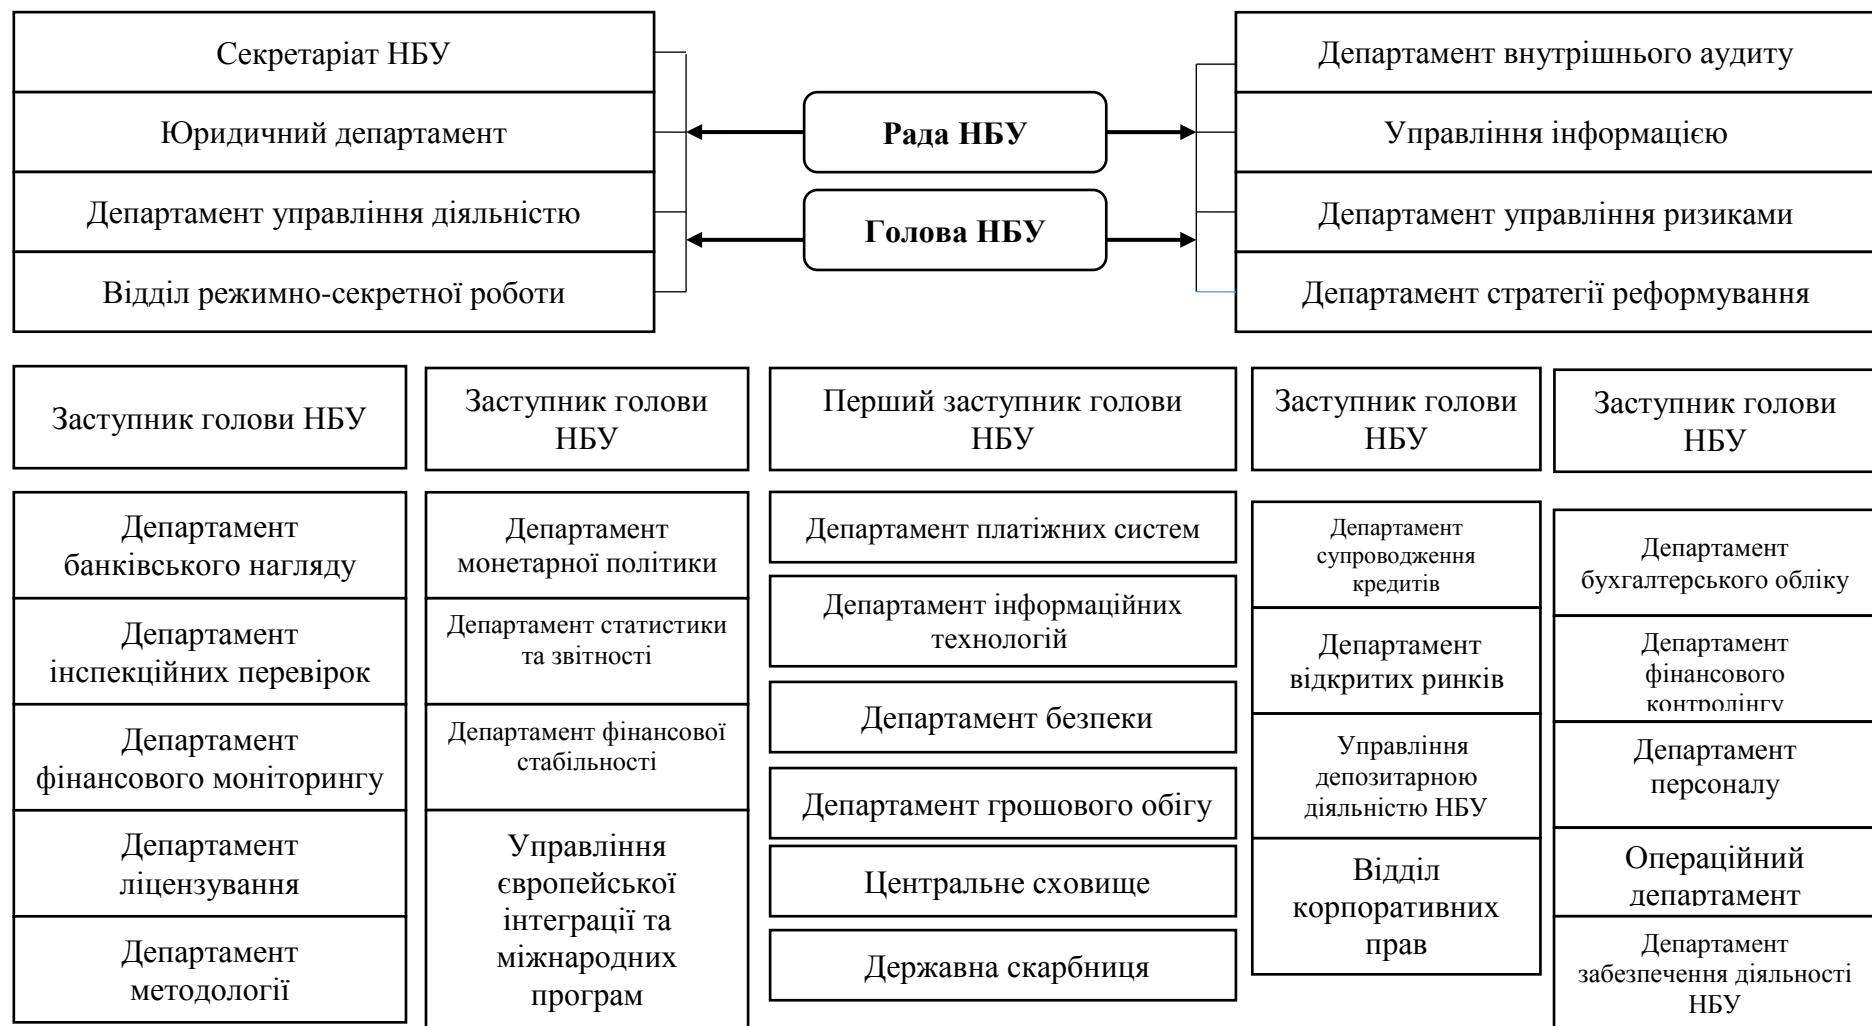 Секретаріат НБУ
Юридичний департамент
Департамент управління діяльністю
Відділ режимно-секретної роботи
Рада НБУ
Голова НБУ
Департамент внутрішнього аудиту
Управління інформацією
Департамент управління ризиками
Департамент стратегії реформування
Заступник голови НБУ
Заступник голови
НБУ
Перший заступник голови
НБУ
Заступник голови
НБУ
Заступник голови
НБУ
Департамент
банківського нагляду
Департамент
інспекційних перевірок
Департамент
фінансового моніторингу
Департамент
ліцензування
Департамент
методології
Департамент
монетарної політики
Департамент статистики
та звітності
Департамент фінансової
стабільності
Управління
європейської
інтеграції та
міжнародних
програм
Департамент платіжних систем
Департамент інформаційних
технологій
Департамент безпеки
Департамент грошового обігу
Центральне сховище
Державна скарбниця
Департамент
супроводження
кредитів
Департамент
відкритих ринків
Управління
депозитарною
діяльністю НБУ
Відділ
корпоративних
прав
Департамент
бухгалтерського обліку
Департамент
фінансового
контролінгу
Департамент
персоналу
Операційний
департамент
Департамент
забезпечення діяльності
НБУ